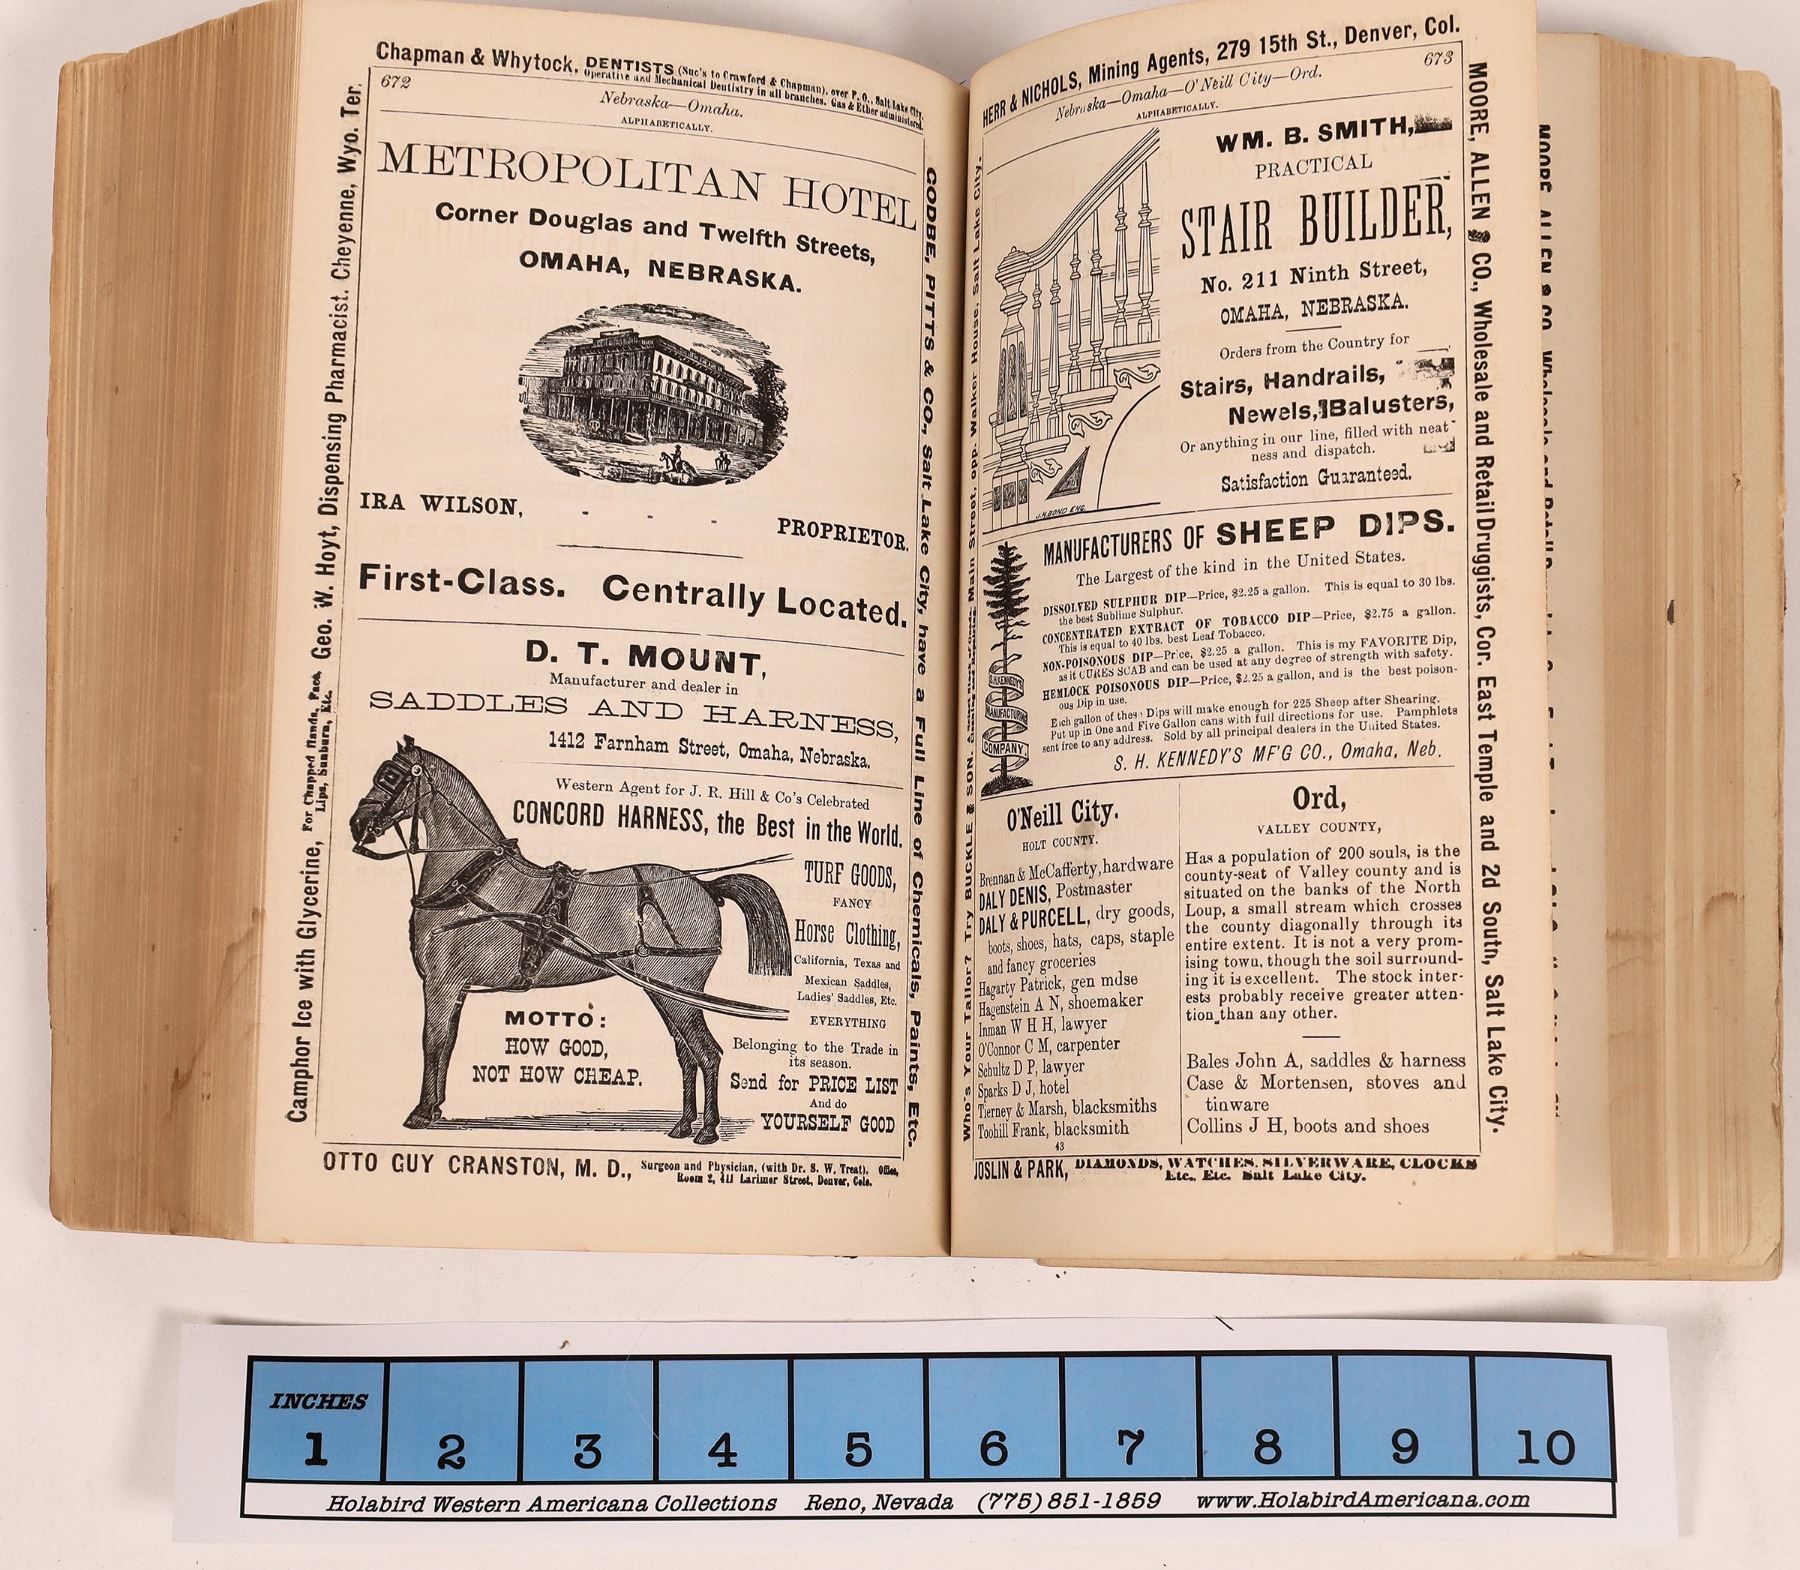 Chapman & Whytock, DENTISTS (Suc's to Crawford & Chapman), over P. O., Salt Lake City.
Operative and Mechanical Dentistry in all branches. Gas & Ether administered.
672
Nebraska—Omaha.
ALPHABETICALLY.
METROPOLITAN HOTEL
Corner Douglas and Twelfth Streets,
OMAHA, NEBRASKA.
IRA WILSON, - - - PROPRIETOR.
First-Class. Centrally Located.
D. T. MOUNT,
Manufacturer and dealer in
SADDLES AND HARNESS,
1412 Farnham Street, Omaha, Nebraska.
Western Agent for J. R. Hill & Co's Celebrated
CONCORD HARNESS, the Best in the World.
TURF GOODS,
FANCY
Horse Clothing,
California, Texas and
Mexican Saddles,
Ladies' Saddles, Etc.
EVERYTHING
Belonging to the Trade in
its season.
Send for PRICE LIST
And do
YOURSELF GOOD
MOTTO:
HOW GOOD,
NOT HOW CHEAP.
OTTO GUY CRANSTON, M. D., Surgeon and Physician, (with Dr. S. W. Treat). Office,
Room 2, 411 Larimer Street, Denver, Colo.
Camphor Ice with Glycerine, For Chapped Hands, Face, Geo. W. Hoyt, Dispensing Pharmacist. Cheyenne, Wyo. Ter.
Lips, Sunburn, Etc.
GODBE, PITTS & CO., Salt Lake City, have a Full Line of Chemicals, Paints, Etc.
HERR & NICHOLS, Mining Agents, 279 15th St., Denver, Col.
673
Nebraska—Omaha—O'Neill City—Ord.
ALPHABETICALLY.
WM. B. SMITH,
PRACTICAL
STAIR BUILDER,
No. 211 Ninth Street,
OMAHA, NEBRASKA.
Orders from the Country for
Stairs, Handrails,
Newels, Balusters,
Or anything in our line, filled with neat
ness and dispatch.
Satisfaction Guaranteed.
J.H.BOND ENG.
MANUFACTURERS OF SHEEP DIPS.
The Largest of the kind in the United States.
DISSOLVED SULPHUR DIP—Price, $2.25 a gallon. This is equal to 30 lbs.
the best Sublime Sulphur.
CONCENTRATED EXTRACT OF TOBACCO DIP—Price, $2.75 a gallon.
This is equal to 40 lbs. best Leaf Tobacco.
NON-POISONOUS DIP—Price, $2.25 a gallon. This is my FAVORITE Dip,
as it CURES SCAB and can be used at any degree of strength with safety.
HEMLOCK POISONOUS DIP—Price, $2.25 a gallon, and is the best poison-
ous Dip in use.
Each gallon of these Dips will make enough for 225 Sheep after Shearing.
Put up in One and Five Gallon cans with full directions for use. Pamphlets
sent free to any address. Sold by all principal dealers in the United States.
S. H. KENNEDY'S MF'G CO., Omaha, Neb.
S.H.KENNEDY'S
MANUFACTURING
COMPANY.
O'Neill City.
HOLT COUNTY.
Brennan & McCafferty, hardware
DALY DENIS, Postmaster
DALY & PURCELL, dry goods,
boots, shoes, hats, caps, staple
and fancy groceries
Hagarty Patrick, gen mdse
Hagenstein A N, shoemaker
Inman W H H, lawyer
O'Connor C M, carpenter
Schultz D P, lawyer
Sparks D J, hotel
Tierney & Marsh, blacksmiths
Toohill Frank, blacksmith
43
Ord,
VALLEY COUNTY,
Has a population of 200 souls, is the
county-seat of Valley county and is
situated on the banks of the North
Loup, a small stream which crosses
the county diagonally through its
entire extent. It is not a very prom-
ising town, though the soil surround-
ing it is excellent. The stock inter-
ests probably receive greater atten-
tion than any other.
Bales John A, saddles & harness
Case & Mortensen, stoves and
tinware
Collins J H, boots and shoes
JOSLIN & PARK, DIAMONDS, WATCHES, SILVERWARE, CLOCKS
Etc., Etc. Salt Lake City.
Who's Your Tailor? Try BUCKLE & SON, Main Street, opp. Walker House, Salt Lake City.
MOORE, ALLEN & CO., Wholesale and Retail Druggists, Cor. East Temple and 2d South, Salt Lake City.
MOORE, ALLEN & CO.
INCHES
1 2 3 4 5 6 7 8 9 10
Holabird Western Americana Collections Reno, Nevada (775) 851-1859 www.HolabirdAmericana.com